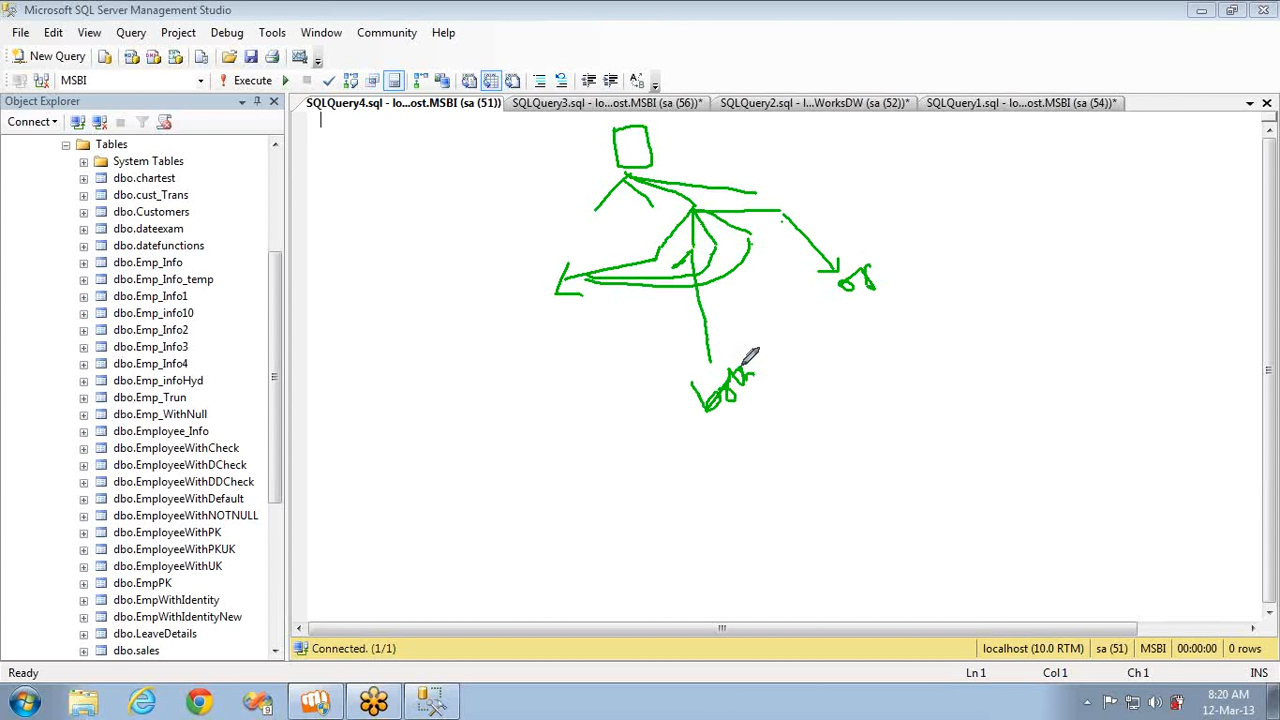 Microsoft SQL Server Management Studio
File Edit View Query Project Debug Tools Window Community Help
New Query
MSBI Execute
Object Explorer
SQLQuery4.sql - lo...ost.MSBI (sa (51)) SQLQuery3.sql - lo...ost.MSBI (sa (56))* SQLQuery2.sql - l...WorksDW (sa (52))* SQLQuery1.sql - lo...ost.MSBI (sa (54))*
Connect
Tables
System Tables
dbo.chartest
dbo.cust_Trans
dbo.Customers
dbo.dateexam
dbo.datefunctions
dbo.Emp_Info
dbo.Emp_Info_temp
dbo.Emp_Info1
dbo.Emp_info10
dbo.Emp_Info2
dbo.Emp_Info3
dbo.Emp_Info4
dbo.Emp_infoHyd
dbo.Emp_Trun
dbo.Emp_WithNull
dbo.Employee_Info
dbo.EmployeeWithCheck
dbo.EmployeeWithDCheck
dbo.EmployeeWithDDCheck
dbo.EmployeeWithDefault
dbo.EmployeeWithNOTNULL
dbo.EmployeeWithPK
dbo.EmployeeWithPKUK
dbo.EmployeeWithUK
dbo.EmpPK
dbo.EmpWithIdentity
dbo.EmpWithIdentityNew
dbo.LeaveDetails
dbo.sales
Connected. (1/1) localhost (10.0 RTM) sa (51) MSBI 00:00:00 0 rows
Ready Ln 1 Col 1 Ch 1 INS
8:20 AM
12-Mar-13